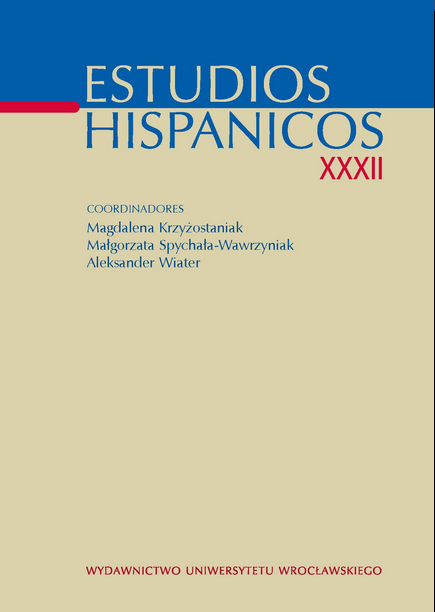 ESTUDIOS
HISPANICOS
XXXII
COORDINADORES
Magdalena Krzyżostaniak
Małgorzata Spychała-Wawrzyniak
Aleksander Wiater
WYDAWNICTWO UNIWERSYTETU WROCŁAWSKIEGO